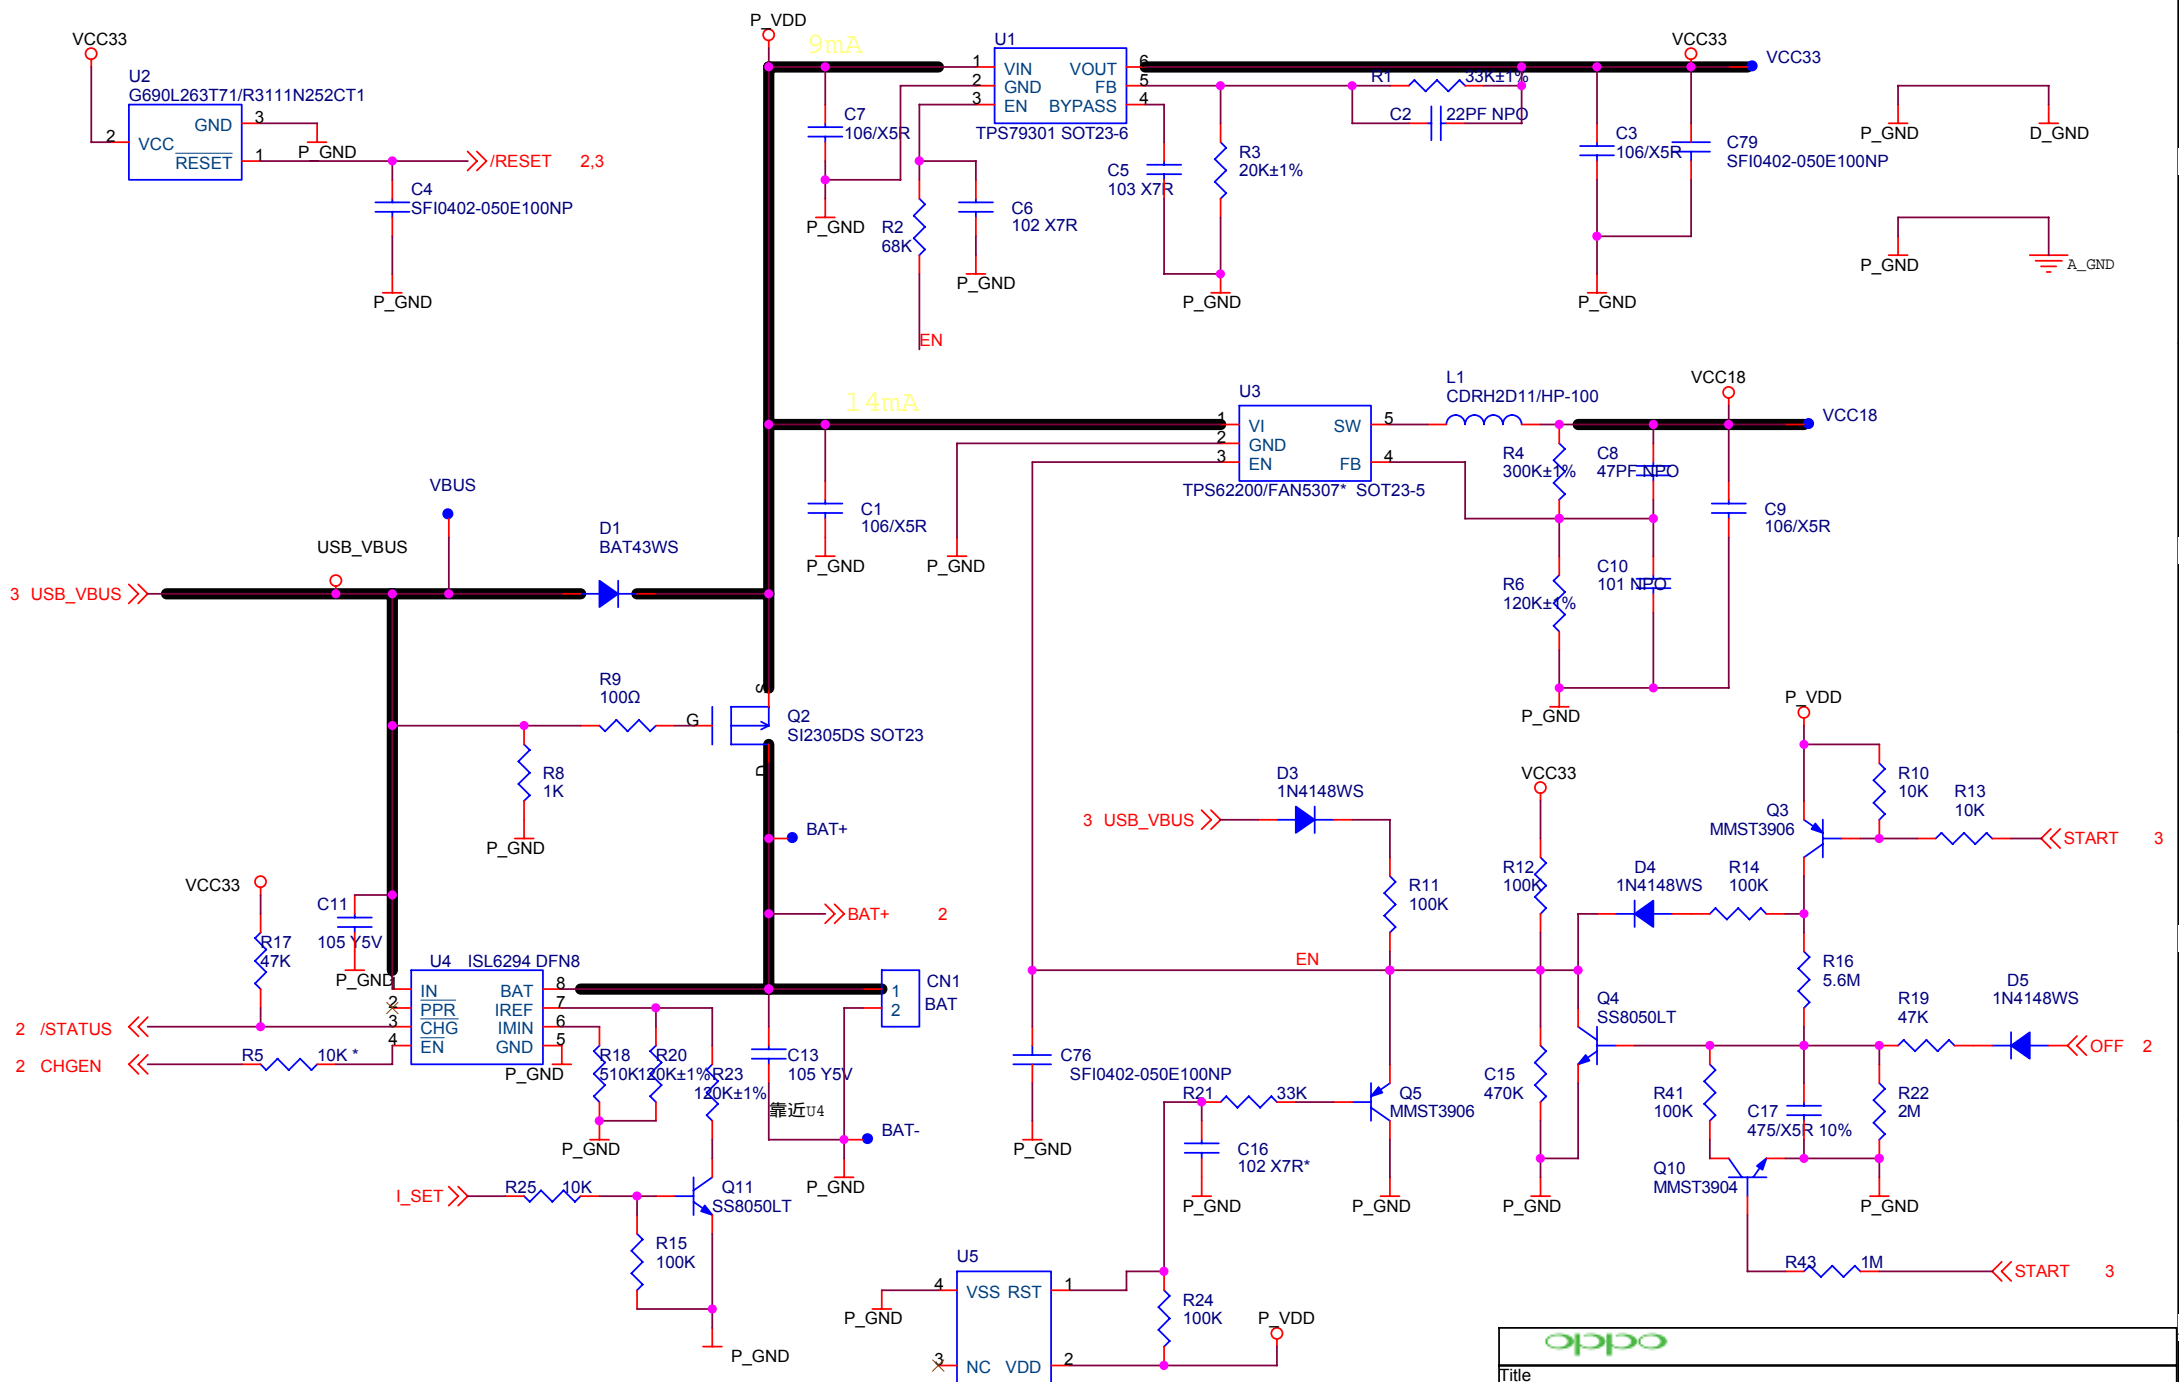 VCC33
U2
G690L263T71/R3111N252CT1
GND
3
2
VCC
P_GND
RESET
1
/RESET
2,3
C4
SFI0402-050E100NP
P_GND
P_VDD
9mA
U1
1
VIN
VOUT
6
2
GND
FB
5
3
EN
BYPASS
4
TPS79301 SOT23-6
C7
106/X5R
P_GND
R2
68K
C6
102 X7R
P_GND
EN
C5
103 X7R
R3
20K±1%
P_GND
R1
33K±1%
C2
22PF NPO
VCC33
VCC33
C3
106/X5R
C79
SFI0402-050E100NP
P_GND
P_GND
D_GND
P_GND
A_GND
14mA
U3
1
VI
SW
5
2
GND
3
EN
FB
4
TPS62200/FAN5307* SOT23-5
C1
106/X5R
P_GND
P_GND
L1
CDRH2D11/HP-100
VCC18
VCC18
R4
300K±1%
C8
47PF NPO
C9
106/X5R
R6
120K±1%
C10
101 NPO
P_GND
VBUS
USB_VBUS
D1
BAT43WS
3 USB_VBUS
R9
100Ω
S
G
Q2
SI2305DS SOT23
D
R8
1K
P_GND
BAT+
BAT+
2
VCC33
R17
47K
C11
105 Y5V
P_GND
U4
ISL6294 DFN8
IN
BAT
8
2
PPR
IREF
7
3
CHG
IMIN
6
4
EN
GND
5
2 /STATUS
2 CHGEN
R5
10K *
P_GND
R18
510K
R20
120K±1%
R23
120K±1%
P_GND
C13
105 Y5V
靠近U4
CN1
BAT
1
2
BAT-
P_GND
I_SET
R25
10K
Q11
SS8050LT
R15
100K
P_GND
3 USB_VBUS
D3
1N4148WS
R11
100K
EN
C76
SFI0402-050E100NP
P_GND
R21
33K
Q5
MMST3906
C16
102 X7R*
P_GND
P_GND
VCC33
R12
100K
C15
470K
P_GND
D4
1N4148WS
R14
100K
Q4
SS8050LT
P_VDD
R10
10K
R13
10K
Q3
MMST3906
START
3
R16
5.6M
R19
47K
D5
1N4148WS
OFF
2
R41
100K
C17
475/X5R 10%
R22
2M
Q10
MMST3904
P_GND
R43
1M
START
3
U5
4
VSS
RST
1
3
NC
VDD
2
P_GND
R24
100K
P_VDD
oppo
Title